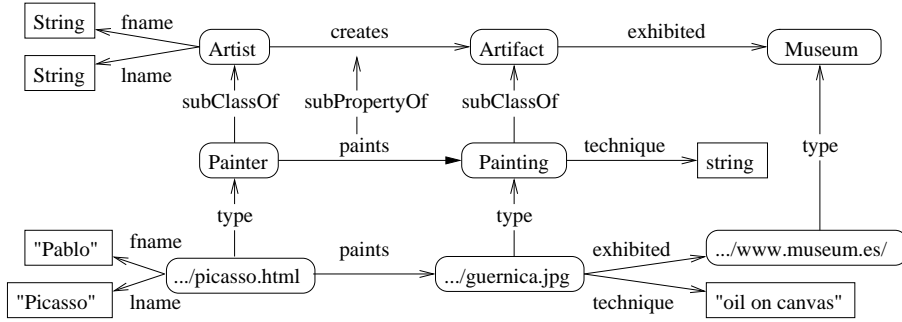 String
fname
creates
exhibited
Artist
Artifact
Museum
String
lname
subClassOf
subPropertyOf
subClassOf
Painter
paints
Painting
technique
string
type
type
type
"Pablo"
fname
paints
exhibited
.../www.museum.es/
.../picasso.html
.../guernica.jpg
"Picasso"
lname
technique
"oil on canvas"